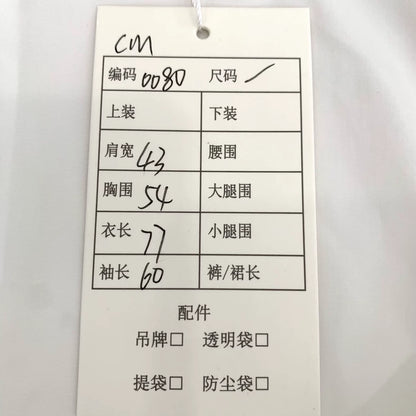 CM
编码 0080 尺码 /
上装 下装
肩宽 43 腰围
胸围 54 大腿围
衣长 77 小腿围
袖长 60 裤/裙长
配件
吊牌□ 透明袋□
提袋□ 防尘袋□